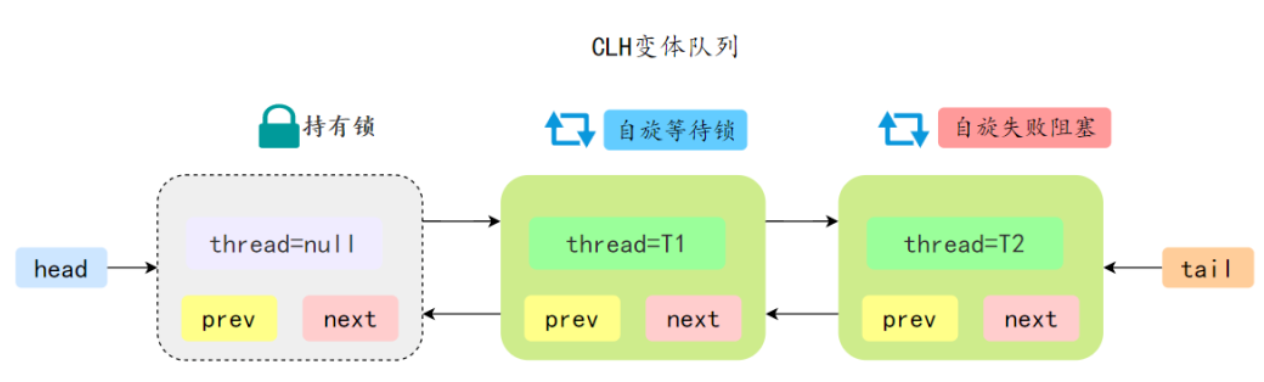 CLH变体队列
持有锁
自旋等待锁
自旋失败阻塞
thread=null
thread=T1
thread=T2
head
tail
prev
next
prev
next
prev
next